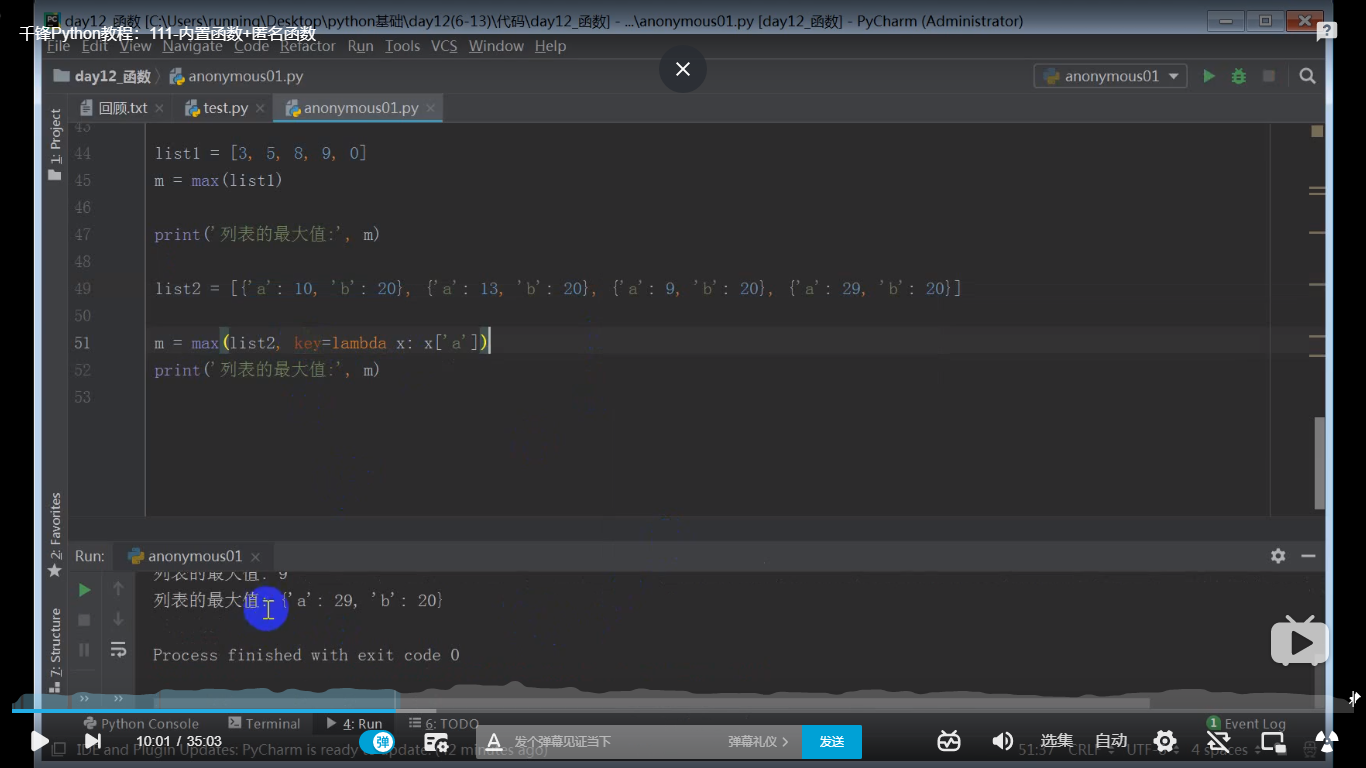 day12_函数 [C:\Users\running\Desktop\python基础\day12(6-13)\代码\day12_函数] - ...\anonymous01.py [day12_函数] - PyCharm (Administrator)
千锋Python教程：111-内置函数+匿名函数
File Edit View Navigate Code Refactor Run Tools VCS Window Help
day12_函数 anonymous01.py anonymous01
回顾.txt test.py anonymous01.py
1: Project
43
44 list1 = [3, 5, 8, 9, 0]
45 m = max(list1)
46
47 print('列表的最大值:', m)
48
49 list2 = [{'a': 10, 'b': 20}, {'a': 13, 'b': 20}, {'a': 9, 'b': 20}, {'a': 29, 'b': 20}]
50
51 m = max(list2, key=lambda x: x['a'])
52 print('列表的最大值:', m)
53
2: Favorites
7: Structure
Run: anonymous01
列表的最大值: 9
列表的最大值: {'a': 29, 'b': 20}
Process finished with exit code 0
Python Console Terminal 4: Run 6: TODO 1 Event Log
10:01 / 35:03 弹 A 发个弹幕见证当下 弹幕礼仪 > 发送 选集 自动
IDE and Plugin Updates: PyCharm is ready to update. (2 minutes ago) 51:37 CRLF UTF-8 4 spaces